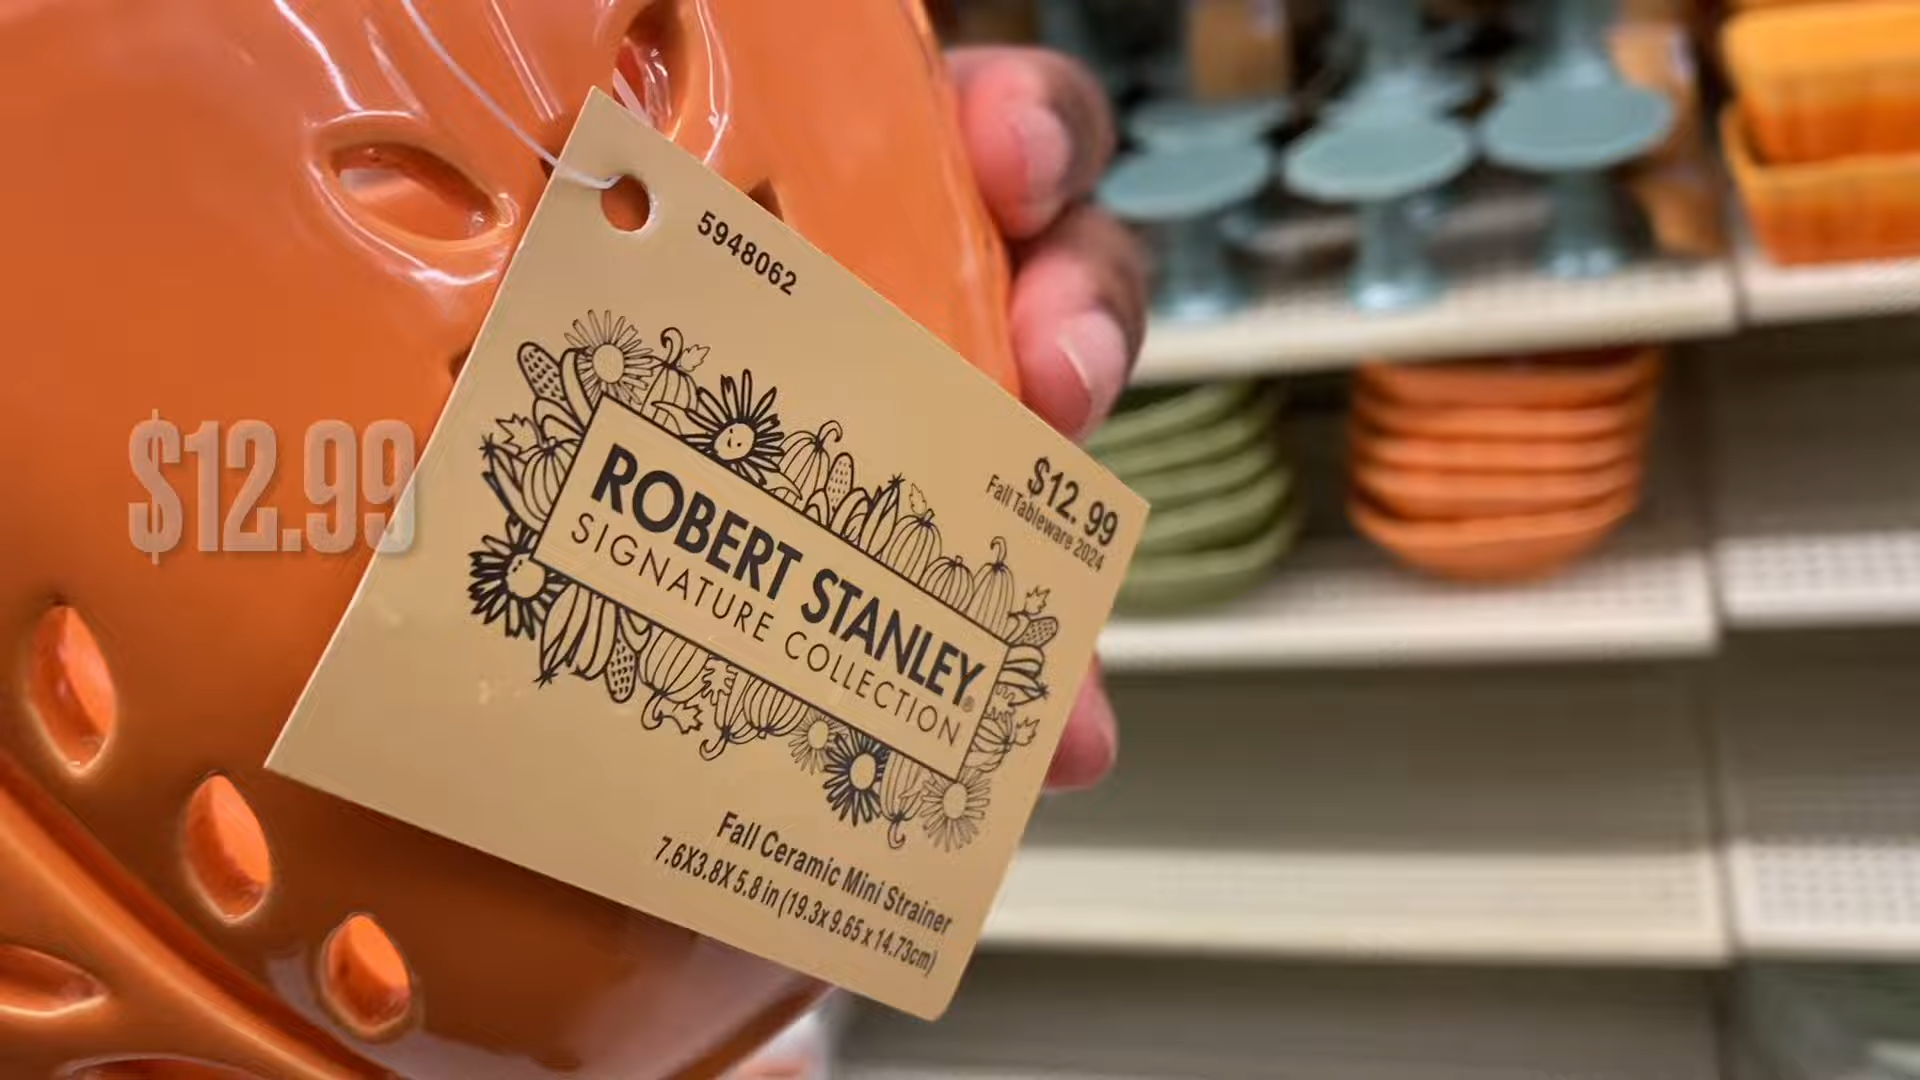 5948062
$12.99
$12.99
Fall Tableware 2024
ROBERT STANLEY®
SIGNATURE COLLECTION
Fall Ceramic Mini Strainer
7.6X3.8X5.8 in (19.3x9.65x14.73cm)